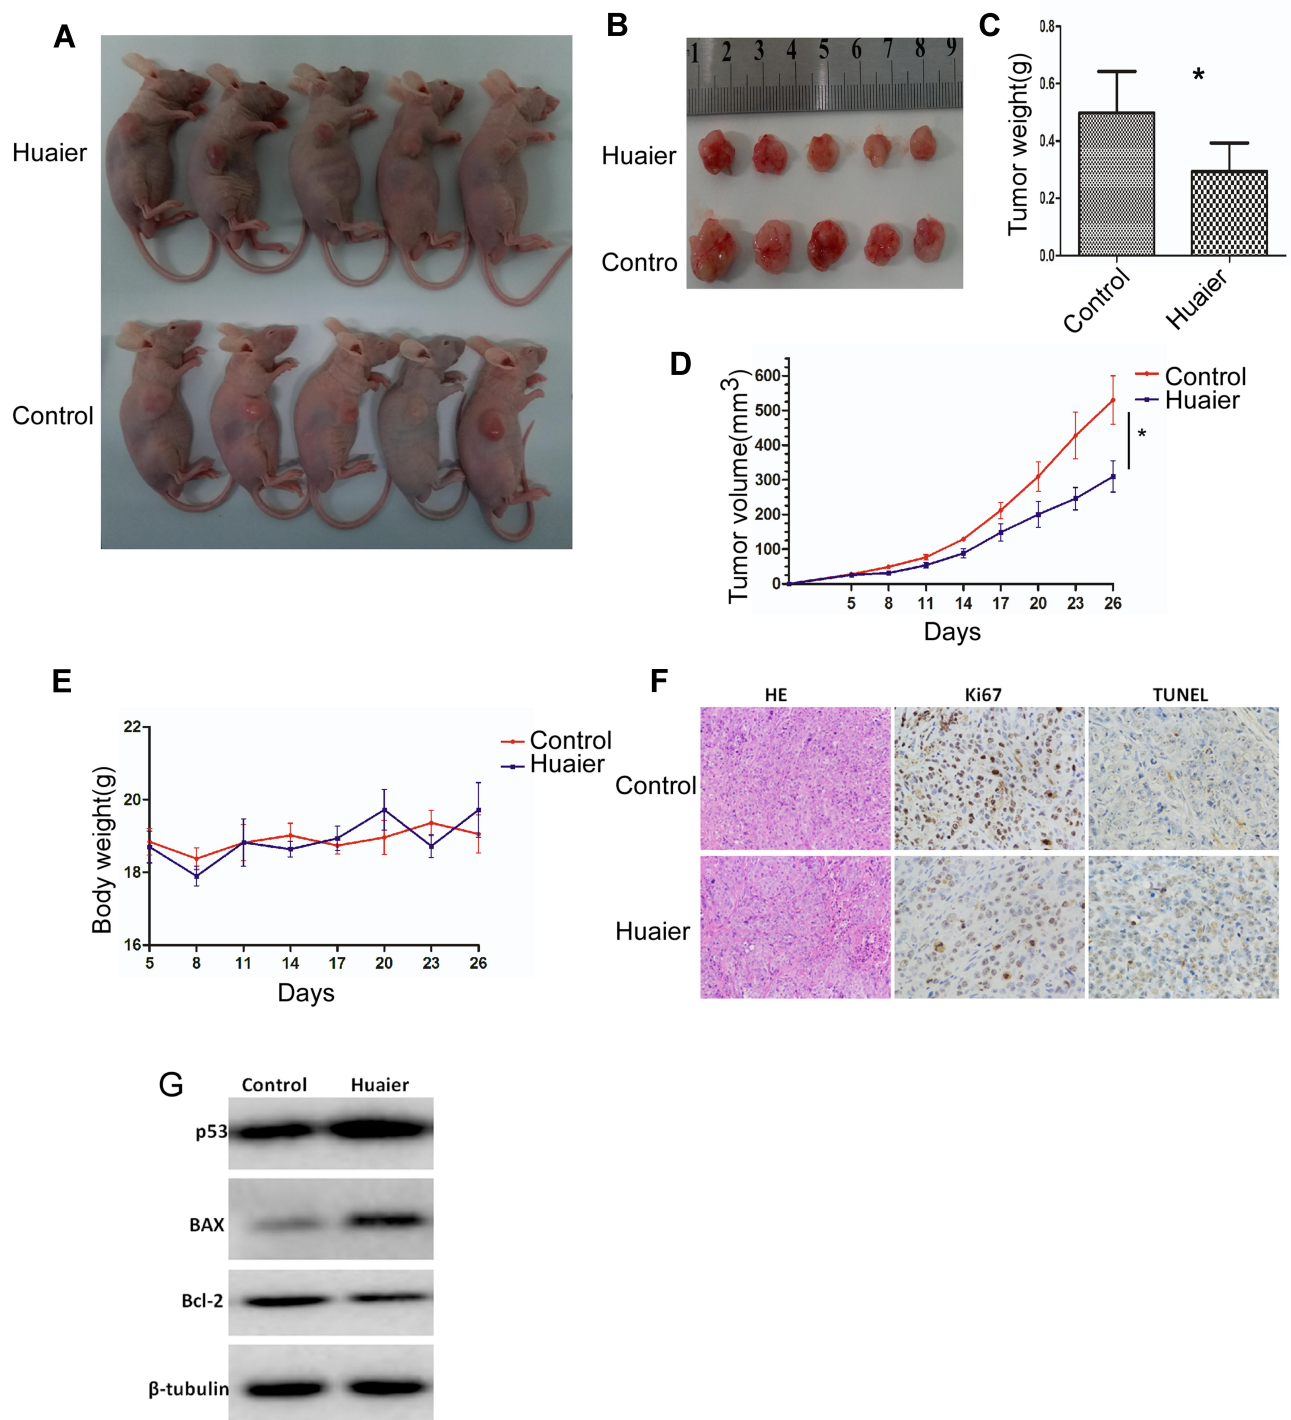 A
Huaier
Control
B
1 2 3 4 5 6 7 8 9
Huaier
Contro
C
Tumor weight(g)
0.8
0.6
0.4
0.2
0.0
*
Control
Huaier
D
Tumor volume(mm3)
600
500
400
300
200
100
0
5 8 11 14 17 20 23 26
Days
Control
Huaier
*
E
Body weight(g)
22
20
18
16
5 8 11 14 17 20 23 26
Days
Control
Huaier
F
HE Ki67 TUNEL
Control
Huaier
G
Control Huaier
p53
BAX
Bcl-2
β-tubulin